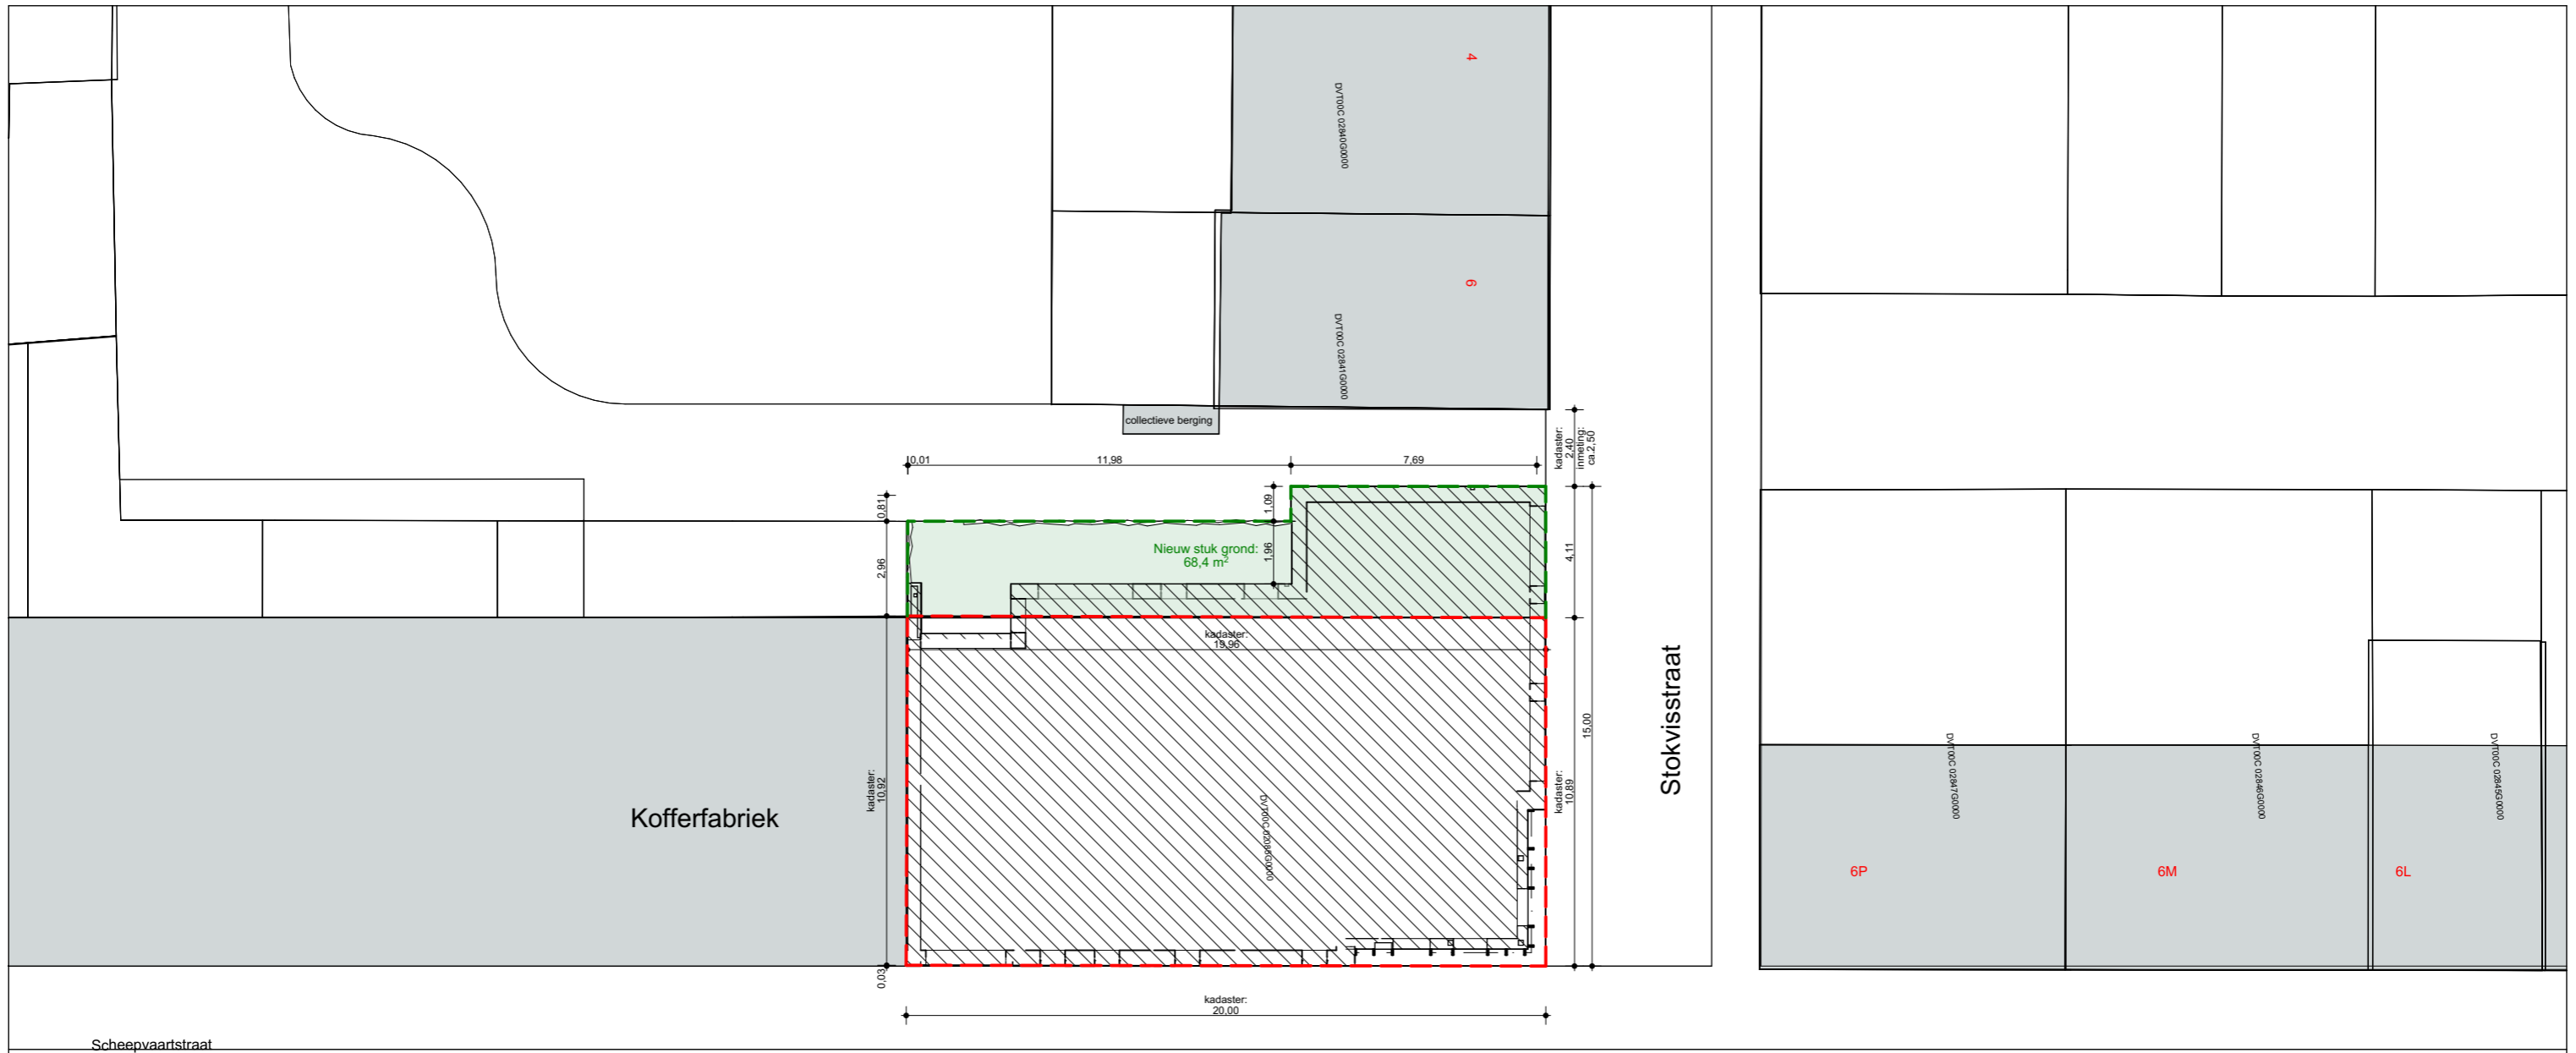 4
DVT00C 02840G0000
6
DVT00C 02841G0000
collectieve berging
kadaster:
2,40
inmeting:
ca.2,50
0,01
11,98
7,69
0,81
1,09
Nieuw stuk grond:
68,4 m²
1,96
2,96
4,11
kadaster:
19,96
15,00
Stokvisstraat
kadaster:
10,92
kadaster:
10,89
Kofferfabriek
DVT00C 02847G0000
DVT00C 02846G0000
DVT00C 02845G0000
6P
6M
6L
0,03
kadaster:
20,00
Scheepvaartstraat